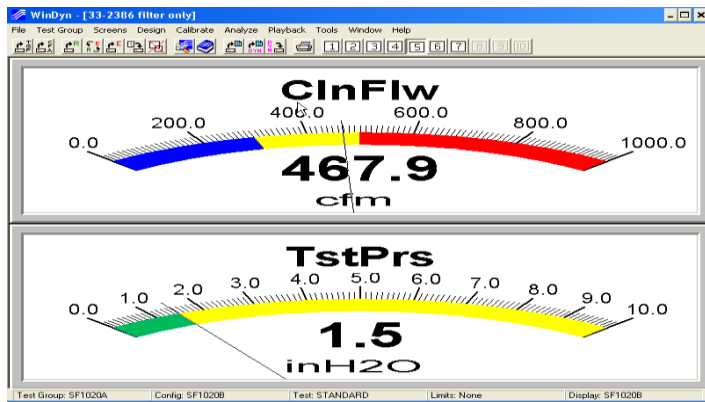 WinDyn - [33-2386 filter only]
File Test Group Screens Design Calibrate Analyze Playback Tools Window Help
1 2 3 4 5 6 7 8 9 10
ClnFlw
0.0 200.0 400.0 600.0 800.0 1000.0
467.9
cfm
TstPrs
0.0 1.0 2.0 3.0 4.0 5.0 6.0 7.0 8.0 9.0 10.0
1.5
inH2O
Test Group: SF1020A Config: SF1020B Test: STANDARD Limits: None Display: SF1020B